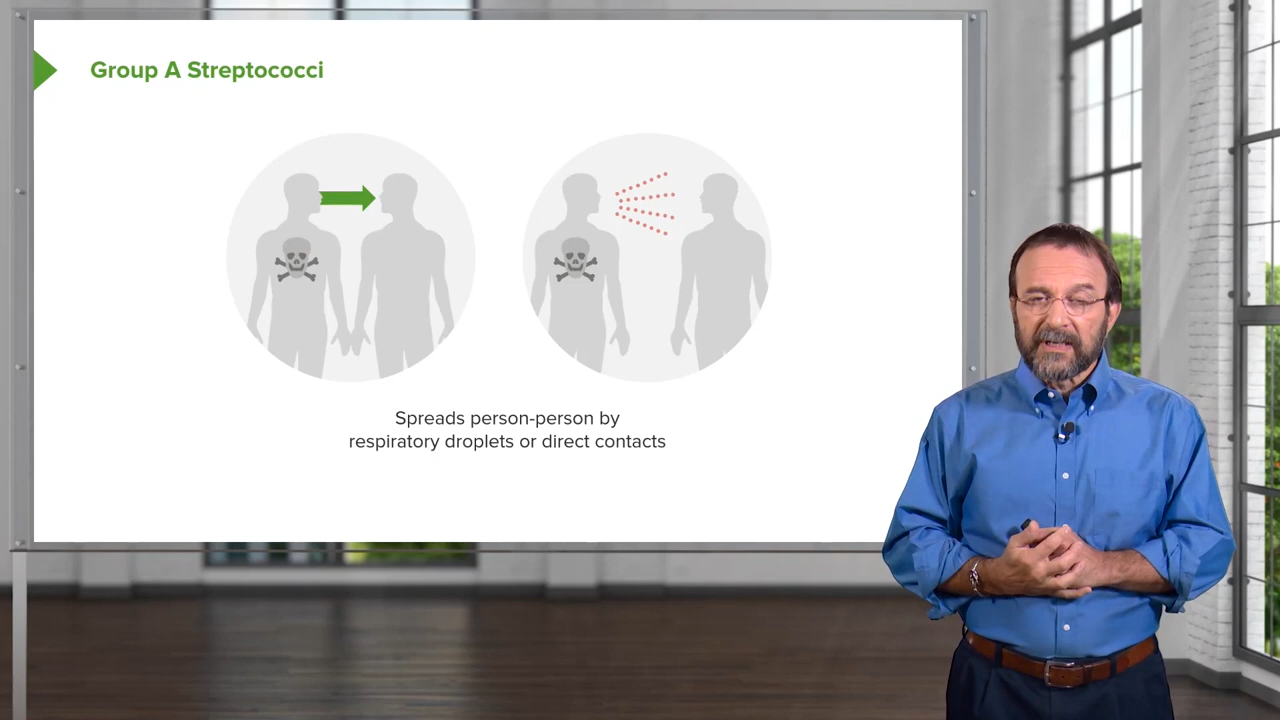 Group A Streptococci
Spreads person-person by
respiratory droplets or direct contacts